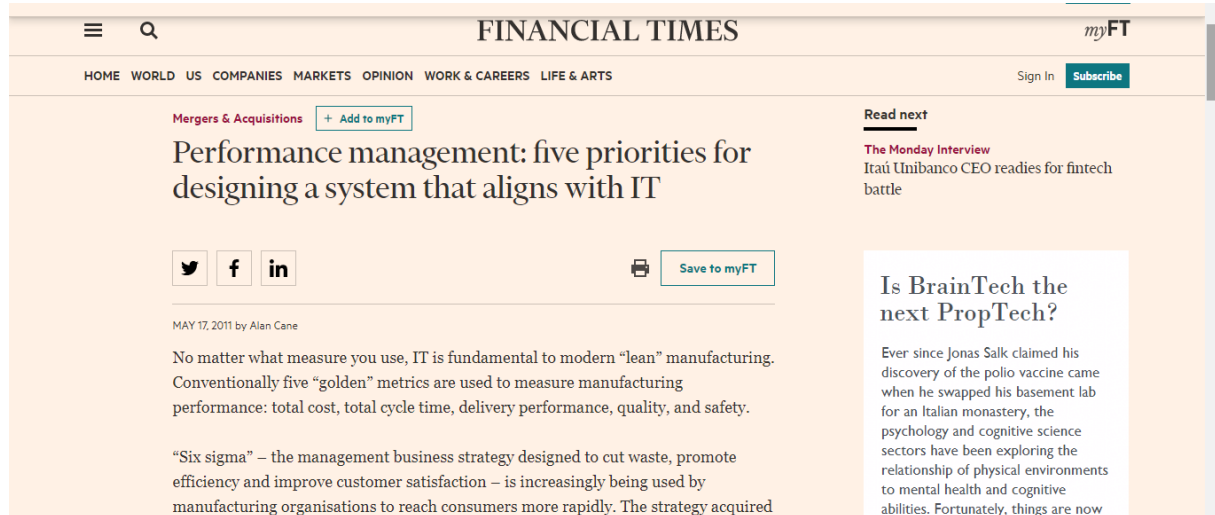 FINANCIAL TIMES
myFT
HOME WORLD US COMPANIES MARKETS OPINION WORK & CAREERS LIFE & ARTS
Sign In Subscribe
Mergers & Acquisitions + Add to myFT
Performance management: five priorities for
designing a system that aligns with IT
Save to myFT
MAY 17, 2011 by Alan Cane
No matter what measure you use, IT is fundamental to modern “lean” manufacturing.
Conventionally five “golden” metrics are used to measure manufacturing
performance: total cost, total cycle time, delivery performance, quality, and safety.
“Six sigma” – the management business strategy designed to cut waste, promote
efficiency and improve customer satisfaction – is increasingly being used by
manufacturing organisations to reach consumers more rapidly. The strategy acquired
Read next
The Monday Interview
Itaú Unibanco CEO readies for fintech
battle
Is BrainTech the
next PropTech?
Ever since Jonas Salk claimed his
discovery of the polio vaccine came
when he swapped his basement lab
for an Italian monastery, the
psychology and cognitive science
sectors have been exploring the
relationship of physical environments
to mental health and cognitive
abilities. Fortunately, things are now